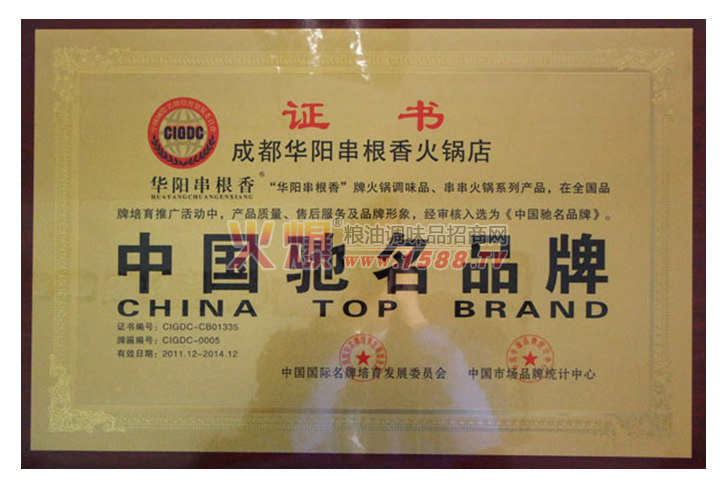 证 书
CIGDC
成都华阳串根香火锅店
华阳串根香®
HUAYANGCHUANGENXIANG
“华阳串根香”牌火锅调味品、串串火锅系列产品，在全国品
牌培育推广活动中，产品质量、售后服务及品牌形象，经审核入选为《中国驰名品牌》。
火爆®粮油调味品招商网
www.1588.TV
中国驰名品牌
CHINA TOP BRAND
证书编号：CIGDC-CB01335
牌匾编号：CIGDC-0005
有效日期：2011.12-2014.12
中国国际名牌培育发展委员会
中国市场品牌统计中心